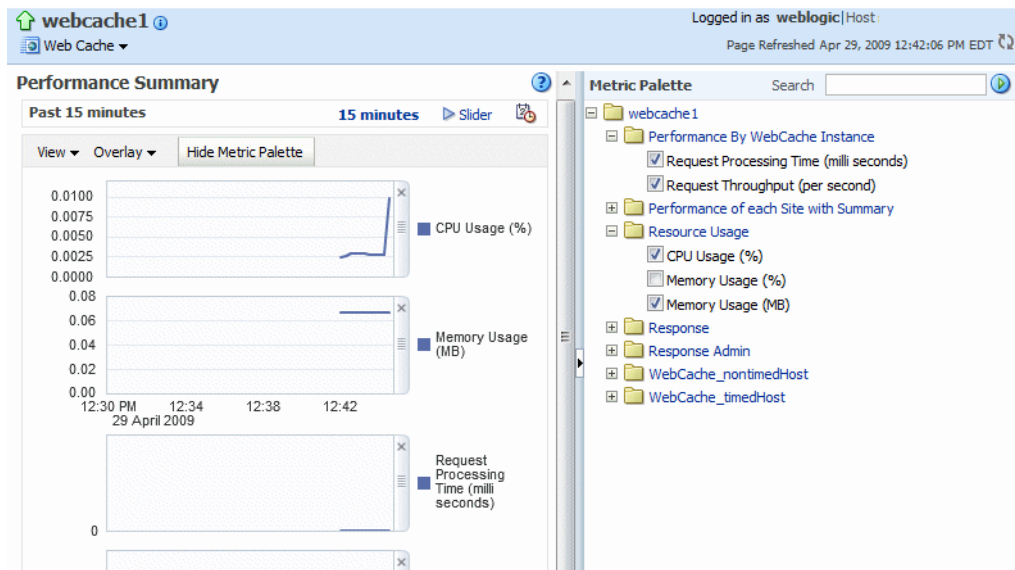 webcache1
Logged in as weblogic|Host
Web Cache
Page Refreshed Apr 29, 2009 12:42:06 PM EDT
Performance Summary
Past 15 minutes
15 minutes
Slider
View
Overlay
Hide Metric Palette
0.0100
0.0075
0.0050
0.0025
0.0000
CPU Usage (%)
0.08
0.06
0.04
0.02
0.00
Memory Usage
(MB)
12:30 PM
12:34
12:38
12:42
29 April 2009
Request
Processing
Time (milli
seconds)
0
Metric Palette
Search
webcache1
Performance By WebCache Instance
Request Processing Time (milli seconds)
Request Throughput (per second)
Performance of each Site with Summary
Resource Usage
CPU Usage (%)
Memory Usage (%)
Memory Usage (MB)
Response
Response Admin
WebCache_nontimedHost
WebCache_timedHost